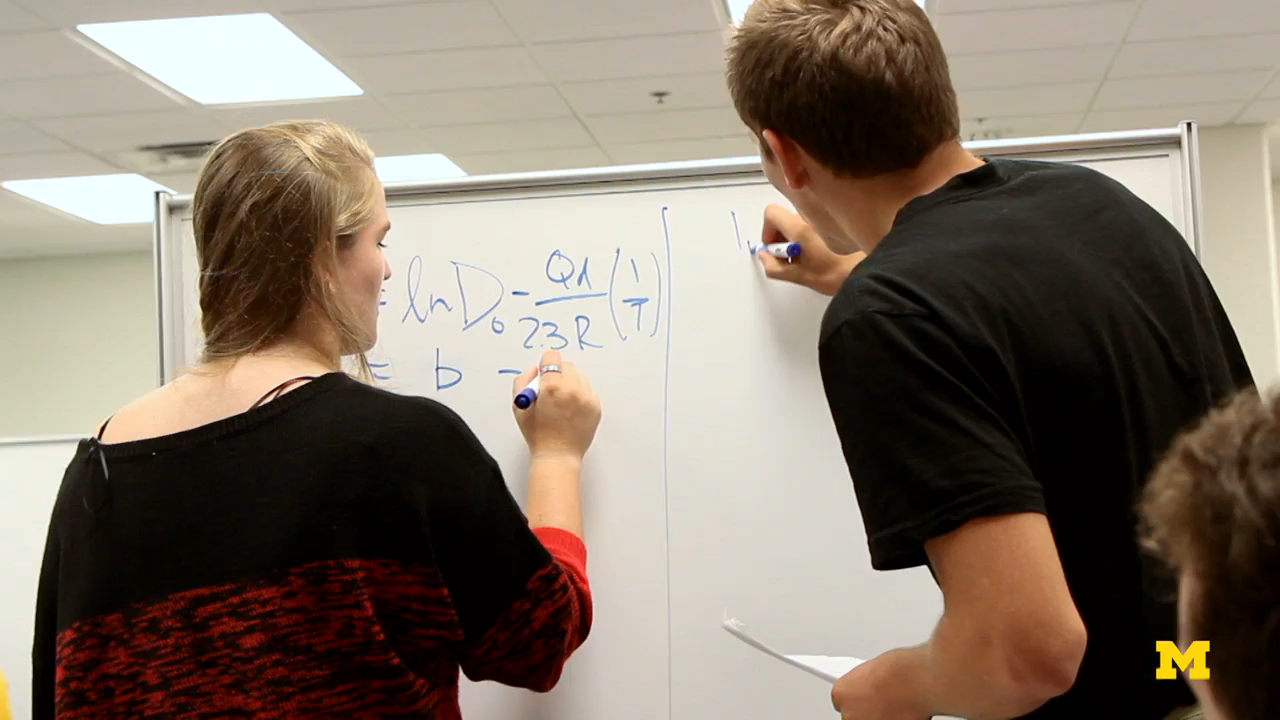 = ln D₀ - Qd / 2.3R (1/T)
= b -
M